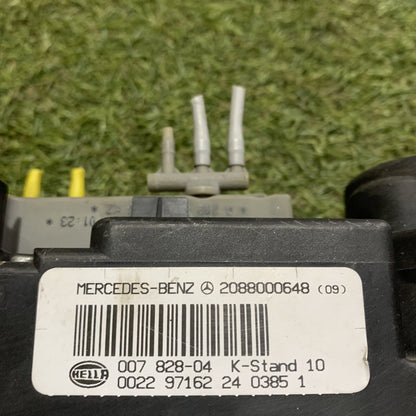 MERCEDES-BENZ 2088000648 (09)
HELLA
007 828-04 K-Stand 10
0022 97162 24 0385 1